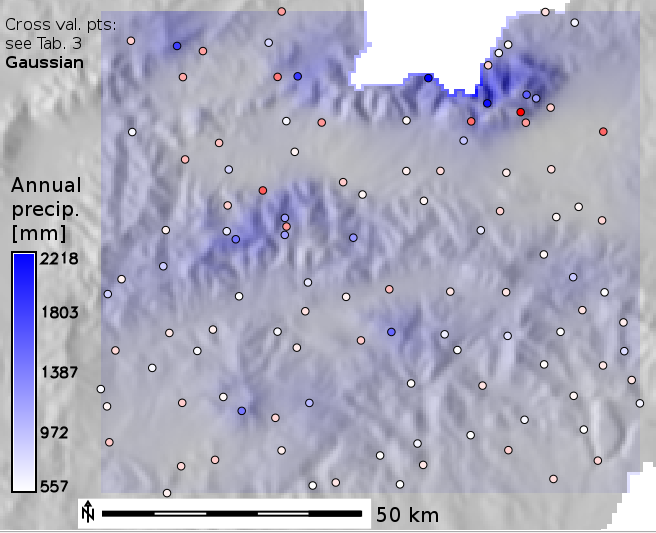 Cross val. pts:
see Tab. 3
Gaussian
Annual
precip.
[mm]
2218
1803
1387
972
557
N
50 km